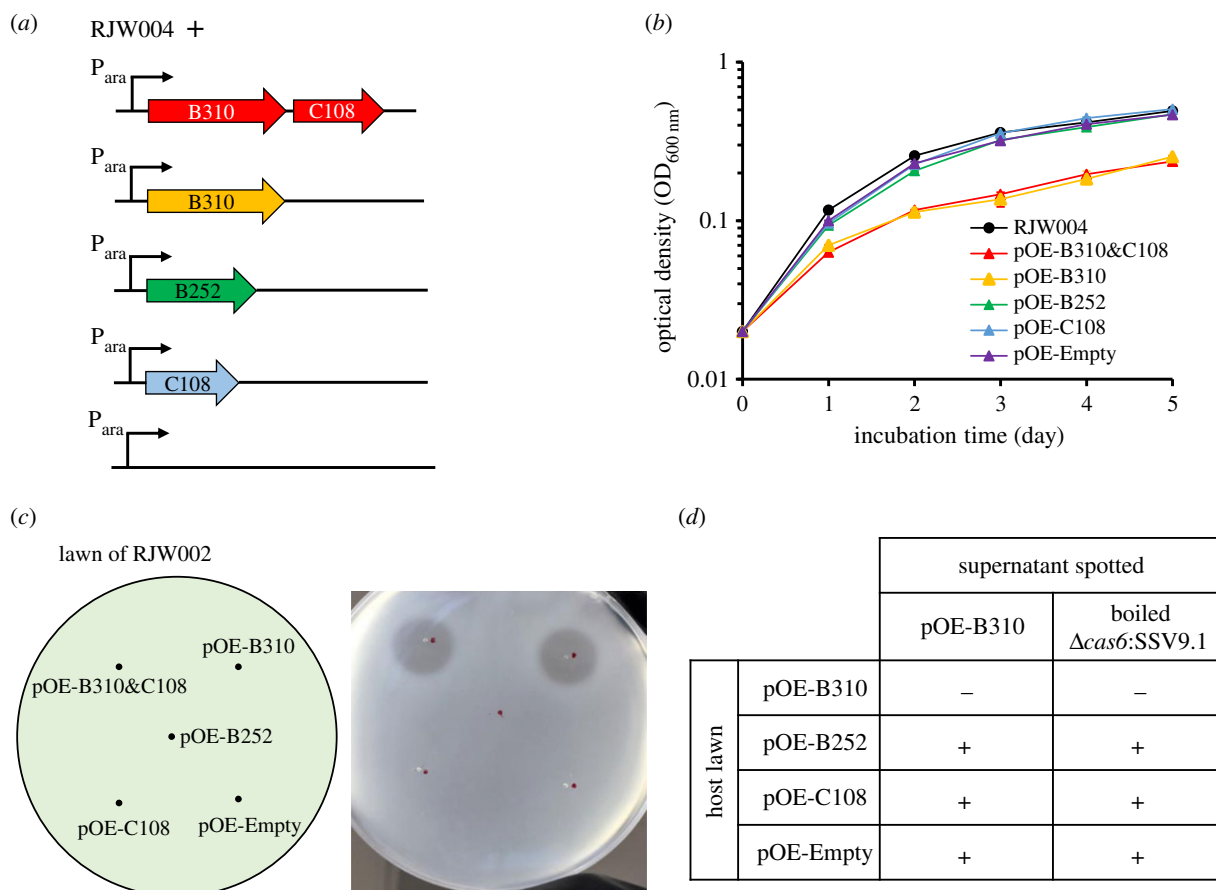 (a)
RJW004 +
Para
B310 C108
Para
B310
Para
B252
Para
C108
Para
(b)
optical density (OD600 nm)
1
0.1
0.01
0 1 2 3 4 5
incubation time (day)
RJW004
pOE-B310&C108
pOE-B310
pOE-B252
pOE-C108
pOE-Empty
(c)
lawn of RJW002
pOE-B310
pOE-B310&C108
pOE-B252
pOE-C108
pOE-Empty
(d)
supernatant spotted
pOE-B310
boiled
Δcas6:SSV9.1
host lawn
pOE-B310 – –
pOE-B252 + +
pOE-C108 + +
pOE-Empty + +